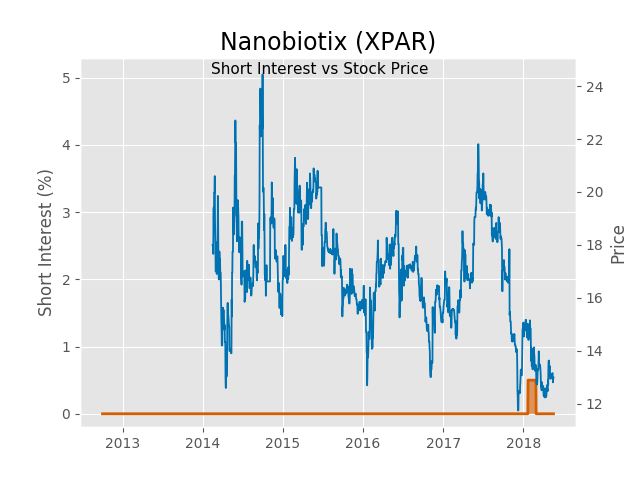 Nanobiotix (XPAR)
Short Interest vs Stock Price
Short Interest (%)
5
4
3
2
1
0
24
22
20
18
16
14
12
Price
2013 2014 2015 2016 2017 2018